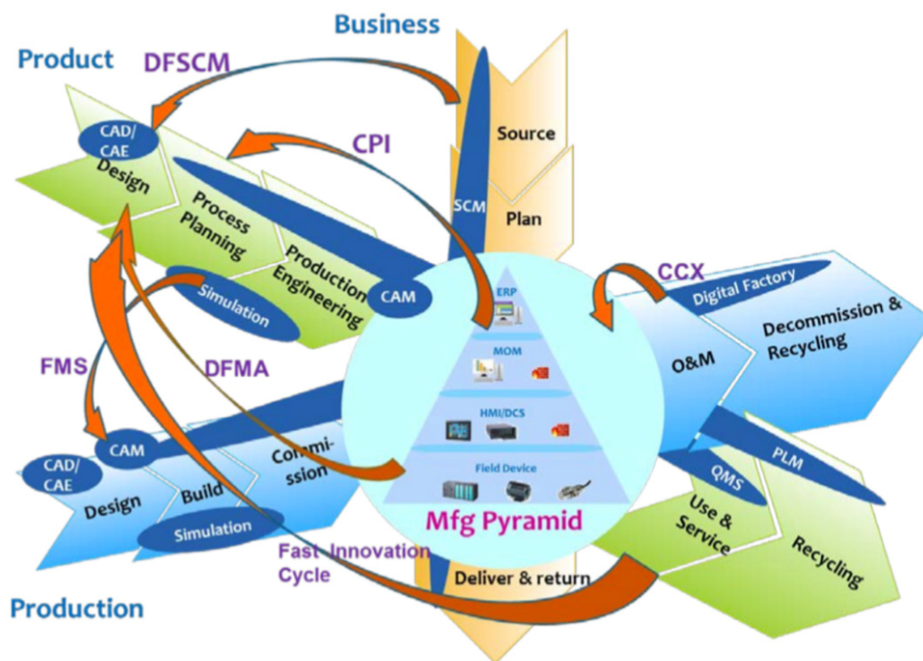 Business
Product
DFSCM
CAD/
CAE
Design
Process
Planning
Production
Engineering
Simulation
CAM
CPI
Source
SCM
Plan
CCX
Digital Factory
O&M
Decommission &
Recycling
ERP
MOM
HMI/DCS
Field Device
Mfg Pyramid
FMS
DFMA
CAM
CAD/
CAE
Design
Build
Commi-
ssion
Simulation
Fast Innovation
Cycle
Production
Deliver & return
QMS
PLM
Use &
Service
Recycling